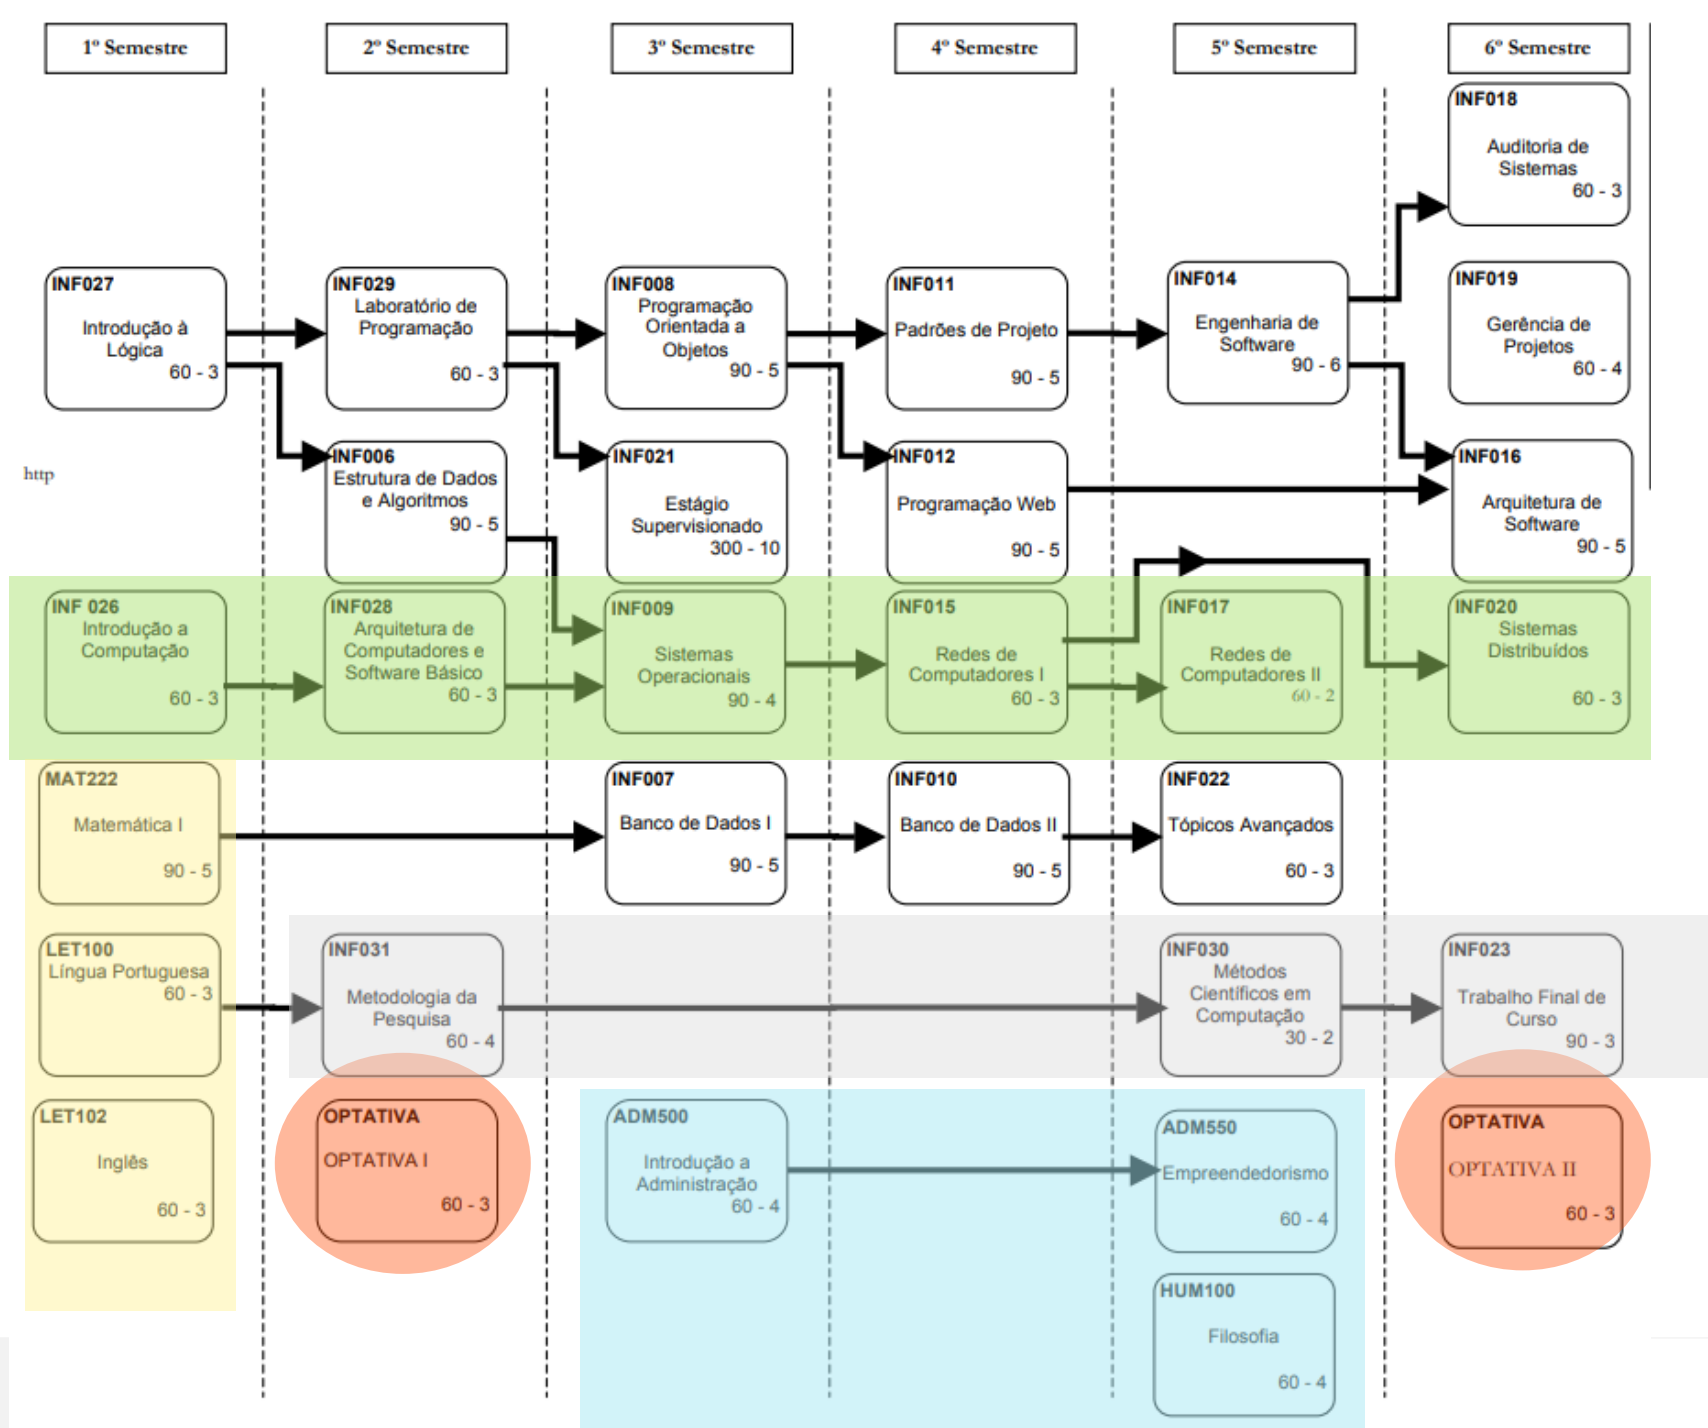 1º Semestre
2º Semestre
3º Semestre
4º Semestre
5º Semestre
6º Semestre
INF018
Auditoria de
Sistemas
60 - 3
INF027
Introdução à
Lógica
60 - 3
INF029
Laboratório de
Programação
60 - 3
INF008
Programação
Orientada a
Objetos
90 - 5
INF011
Padrões de Projeto
90 - 5
INF014
Engenharia de
Software
90 - 6
INF019
Gerência de
Projetos
60 - 4
http
INF006
Estrutura de Dados
e Algoritmos
90 - 5
INF021
Estágio
Supervisionado
300 - 10
INF012
Programação Web
90 - 5
INF016
Arquitetura de
Software
90 - 5
INF 026
Introdução a
Computação
60 - 3
INF028
Arquitetura de
Computadores e
Software Básico
60 - 3
INF009
Sistemas
Operacionais
90 - 4
INF015
Redes de
Computadores I
60 - 3
INF017
Redes de
Computadores II
60 - 2
INF020
Sistemas
Distribuídos
60 - 3
MAT222
Matemática I
90 - 5
INF007
Banco de Dados I
90 - 5
INF010
Banco de Dados II
90 - 5
INF022
Tópicos Avançados
60 - 3
LET100
Língua Portuguesa
60 - 3
INF031
Metodologia da
Pesquisa
60 - 4
INF030
Métodos
Científicos em
Computação
30 - 2
INF023
Trabalho Final de
Curso
90 - 3
LET102
Inglês
60 - 3
OPTATIVA
OPTATIVA I
60 - 3
ADM500
Introdução a
Administração
60 - 4
ADM550
Empreendedorismo
60 - 4
OPTATIVA
OPTATIVA II
60 - 3
HUM100
Filosofia
60 - 4